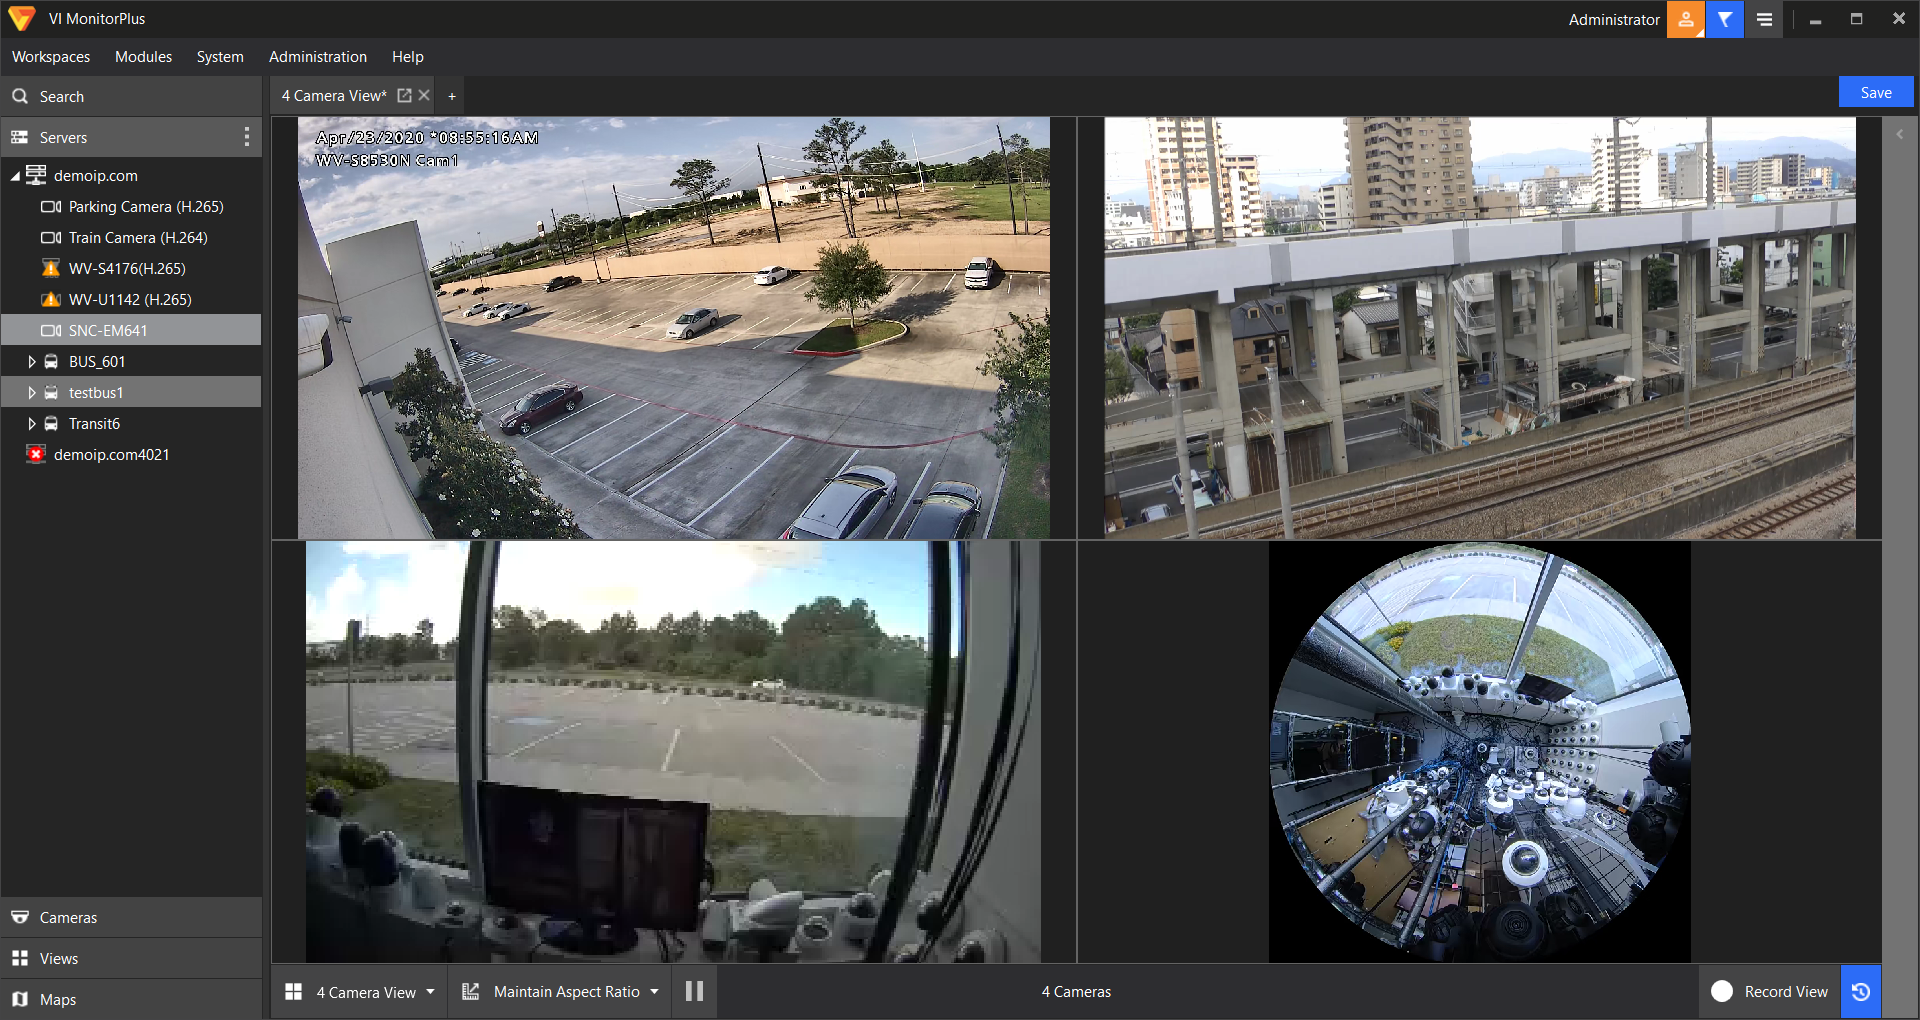 VI MonitorPlus
Administrator
Workspaces Modules System Administration Help
Search
4 Camera View*
+
Save
Servers
demoip.com
Parking Camera (H.265)
Train Camera (H.264)
WV-S4176(H.265)
WV-U1142 (H.265)
SNC-EM641
BUS_601
testbus1
Transit6
demoip.com4021
Apr/23/2020 *08:55:16AM
WV-S8530N Cam1
Cameras
Views
Maps
4 Camera View
Maintain Aspect Ratio
4 Cameras
Record View